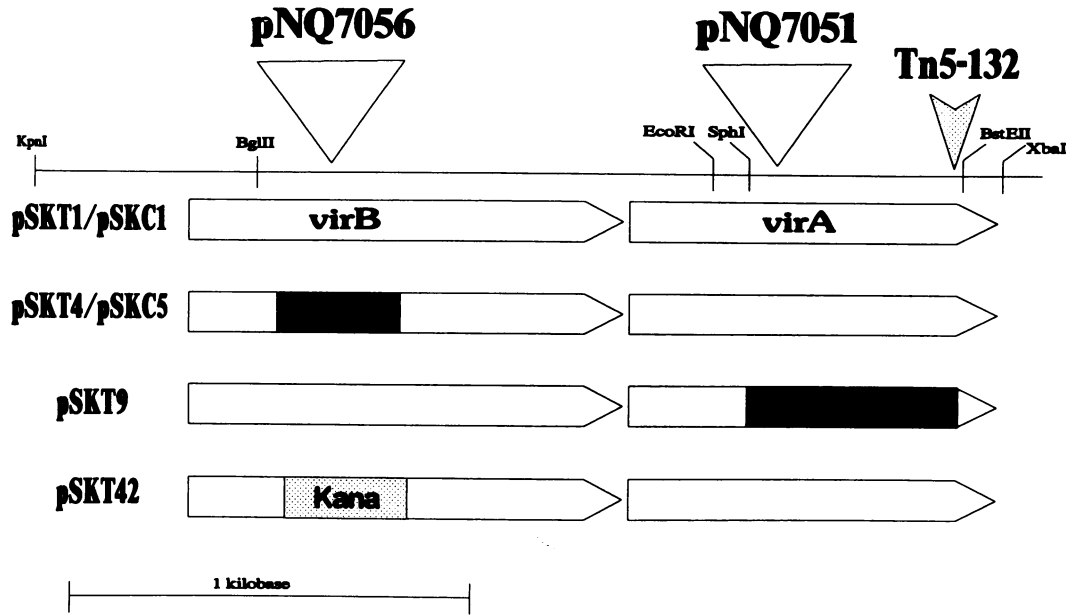 pNQ7056
pNQ7051
Tn5-132
KpnI
BglII
EcoRI
SphI
BstEII
XbaI
pSKT1/pSKC1
virB
virA
pSKT4/pSKC5
pSKT9
pSKT42
Kana
1 kilobase